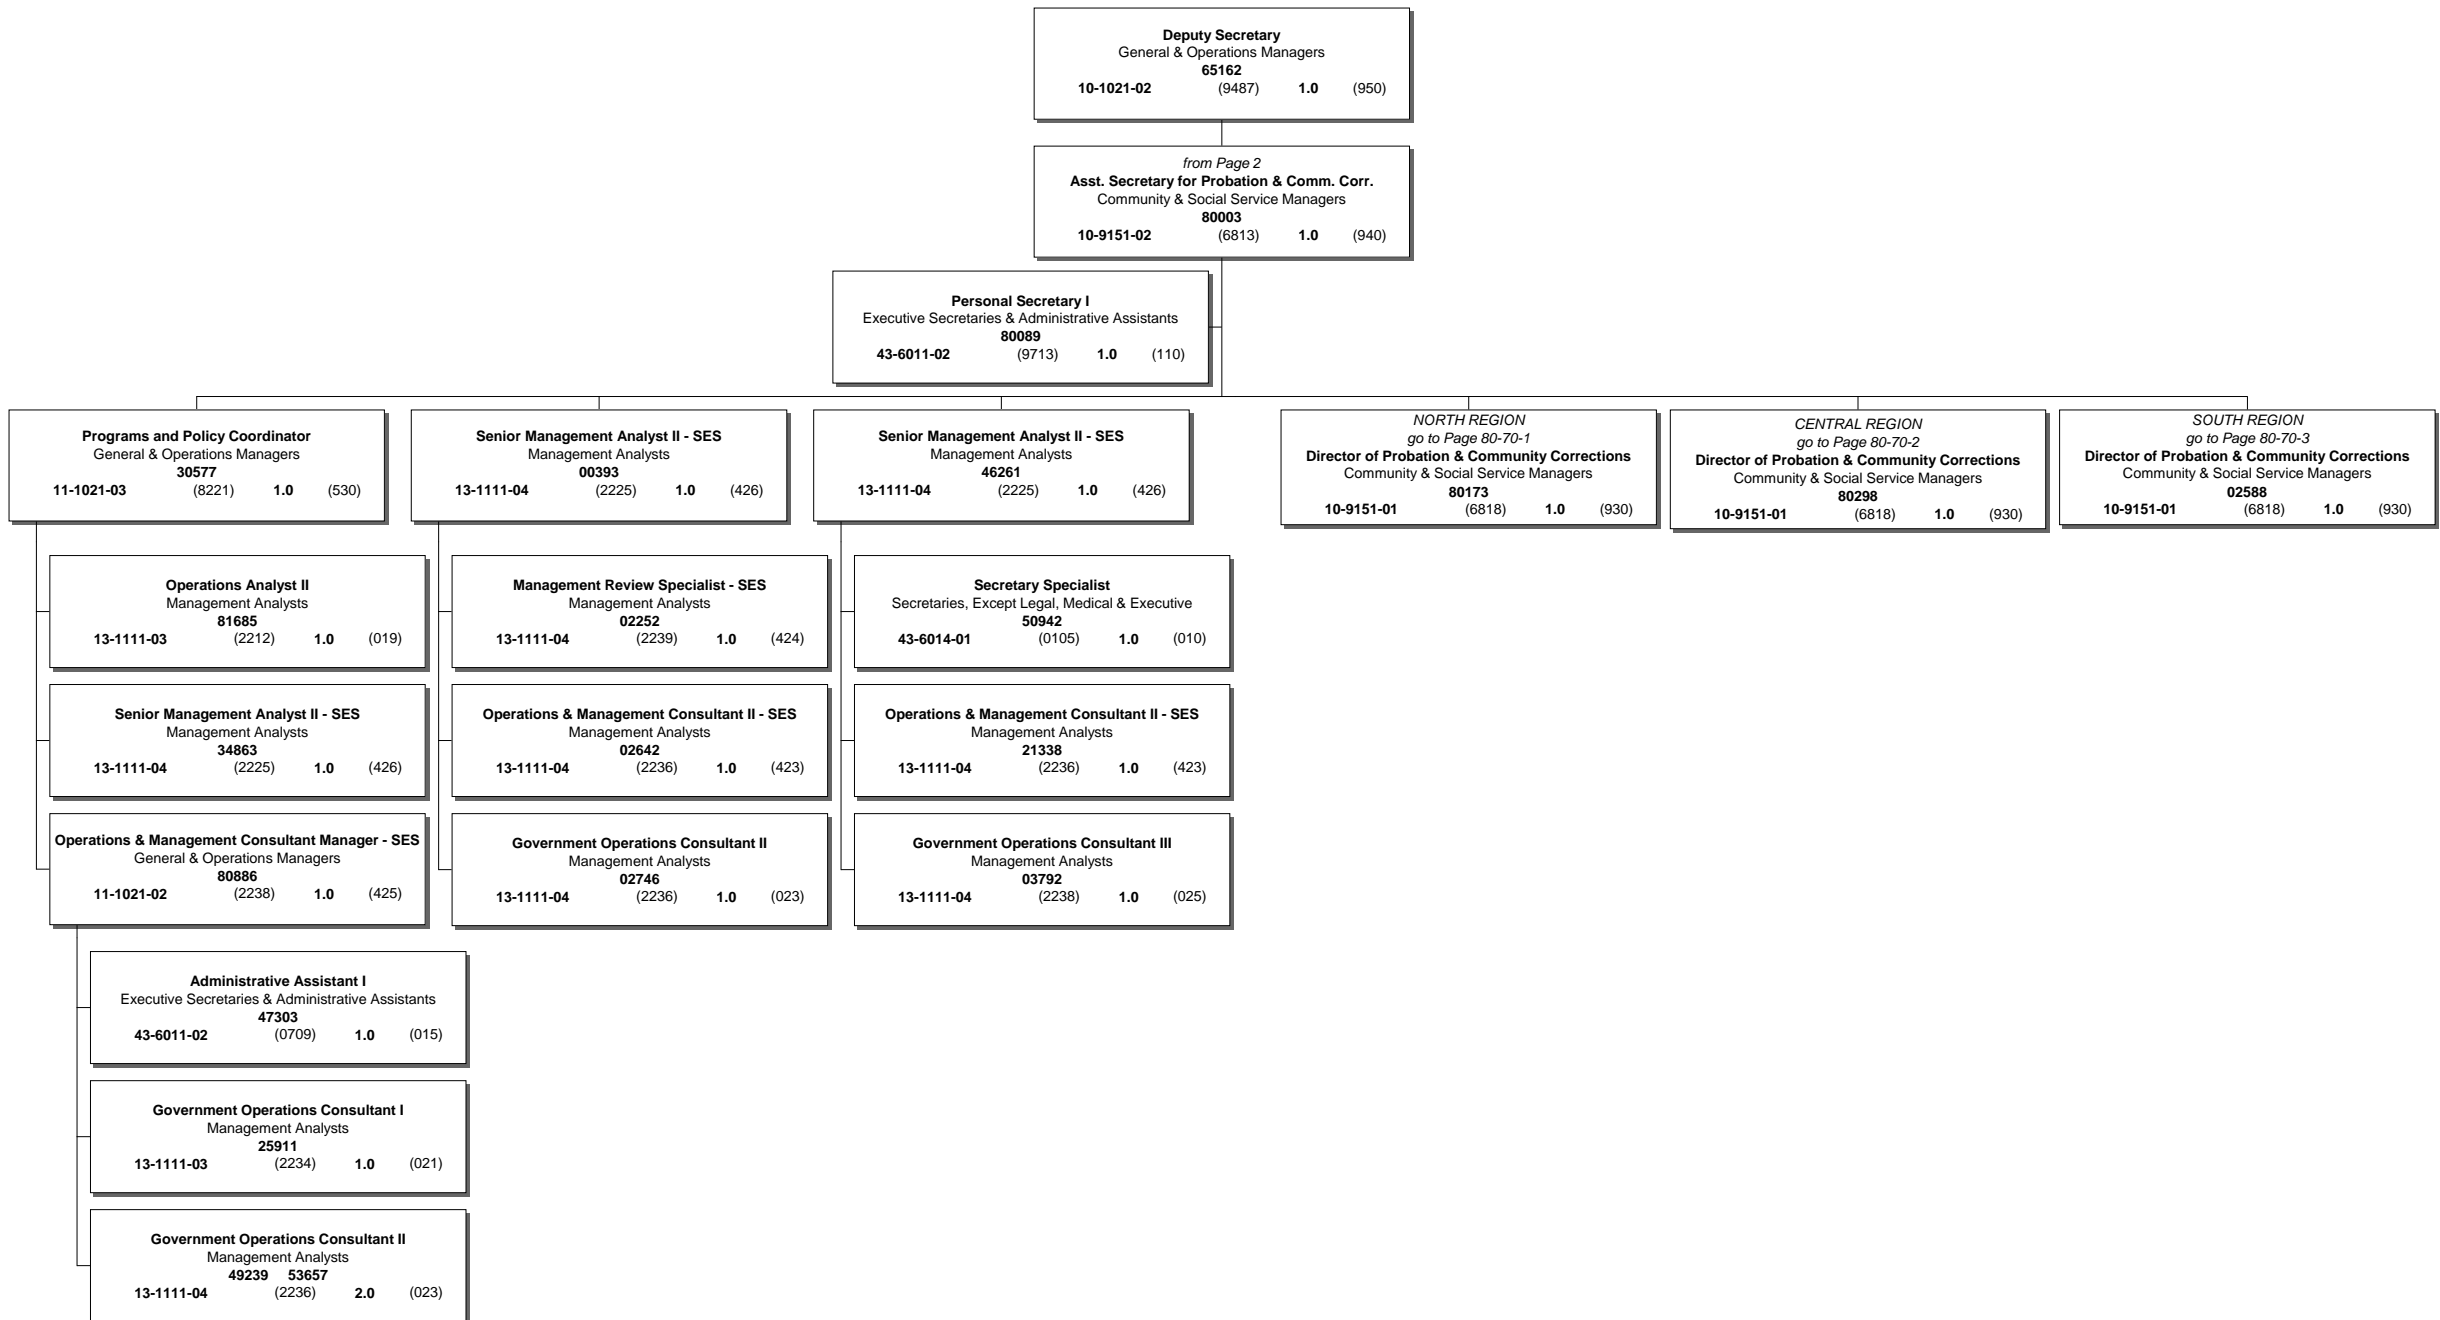 Deputy Secretary
General & Operations Managers
65162
10-1021-02 (9487) 1.0 (950)
from Page 2
Asst. Secretary for Probation & Comm. Corr.
Community & Social Service Managers
80003
10-9151-02 (6813) 1.0 (940)
Personal Secretary I
Executive Secretaries & Administrative Assistants
80089
43-6011-02 (9713) 1.0 (110)
Programs and Policy Coordinator
General & Operations Managers
30577
11-1021-03 (8221) 1.0 (530)
Senior Management Analyst II - SES
Management Analysts
00393
13-1111-04 (2225) 1.0 (426)
Senior Management Analyst II - SES
Management Analysts
46261
13-1111-04 (2225) 1.0 (426)
NORTH REGION
go to Page 80-70-1
Director of Probation & Community Corrections
Community & Social Service Managers
80173
10-9151-01 (6818) 1.0 (930)
CENTRAL REGION
go to Page 80-70-2
Director of Probation & Community Corrections
Community & Social Service Managers
80298
10-9151-01 (6818) 1.0 (930)
SOUTH REGION
go to Page 80-70-3
Director of Probation & Community Corrections
Community & Social Service Managers
02588
10-9151-01 (6818) 1.0 (930)
Operations Analyst II
Management Analysts
81685
13-1111-03 (2212) 1.0 (019)
Management Review Specialist - SES
Management Analysts
02252
13-1111-04 (2239) 1.0 (424)
Secretary Specialist
Secretaries, Except Legal, Medical & Executive
50942
43-6014-01 (0105) 1.0 (010)
Senior Management Analyst II - SES
Management Analysts
34863
13-1111-04 (2225) 1.0 (426)
Operations & Management Consultant II - SES
Management Analysts
02642
13-1111-04 (2236) 1.0 (423)
Operations & Management Consultant II - SES
Management Analysts
21338
13-1111-04 (2236) 1.0 (423)
Operations & Management Consultant Manager - SES
General & Operations Managers
80886
11-1021-02 (2238) 1.0 (425)
Government Operations Consultant II
Management Analysts
02746
13-1111-04 (2236) 1.0 (023)
Government Operations Consultant III
Management Analysts
03792
13-1111-04 (2238) 1.0 (025)
Administrative Assistant I
Executive Secretaries & Administrative Assistants
47303
43-6011-02 (0709) 1.0 (015)
Government Operations Consultant I
Management Analysts
25911
13-1111-03 (2234) 1.0 (021)
Government Operations Consultant II
Management Analysts
49239 53657
13-1111-04 (2236) 2.0 (023)